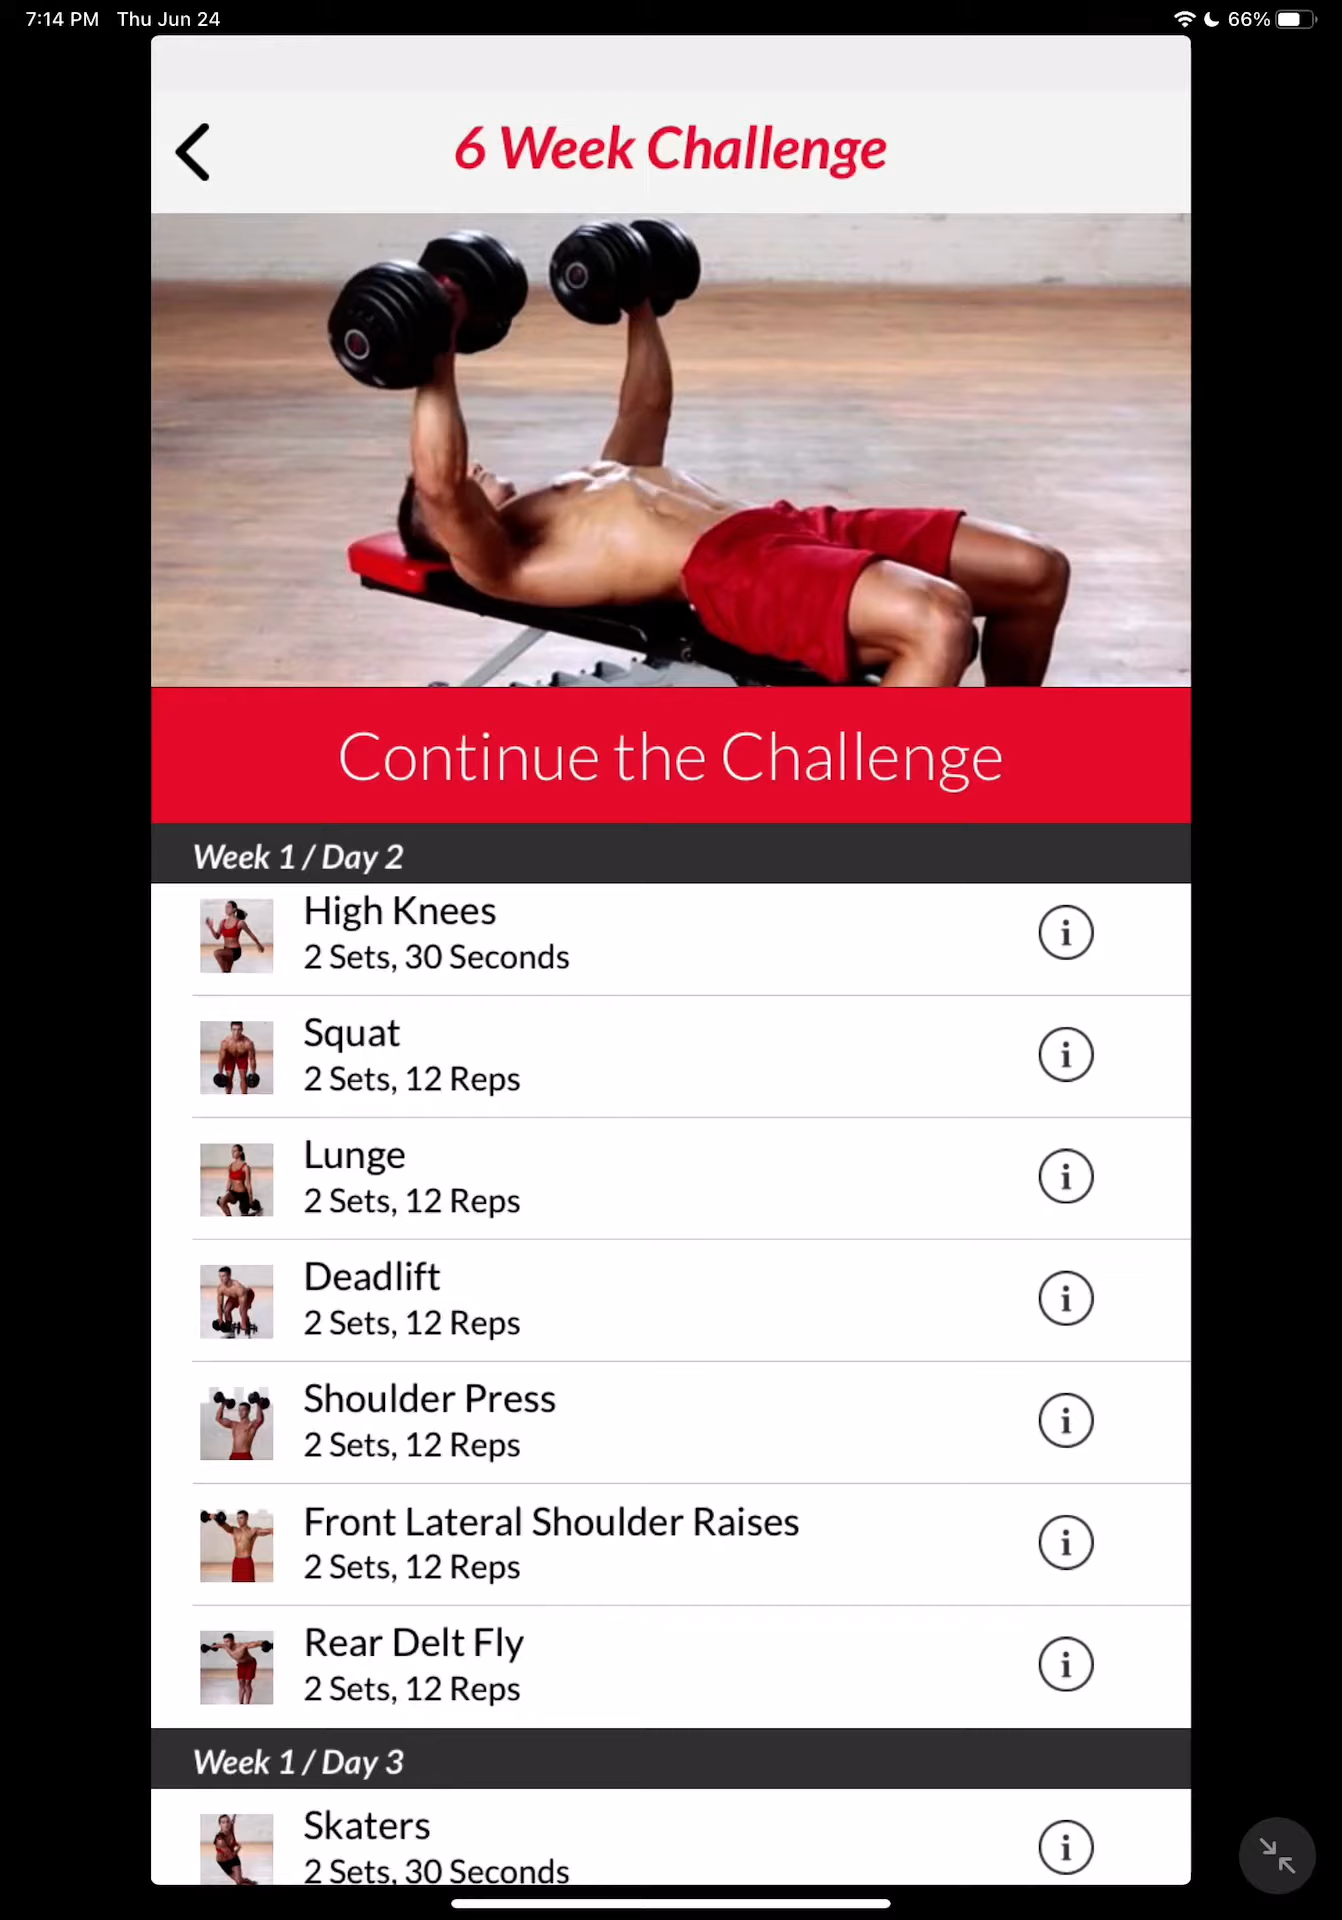 7:14 PM Thu Jun 24 66%
6 Week Challenge
Continue the Challenge
Week 1 / Day 2
High Knees
2 Sets, 30 Seconds
i
Squat
2 Sets, 12 Reps
i
Lunge
2 Sets, 12 Reps
i
Deadlift
2 Sets, 12 Reps
i
Shoulder Press
2 Sets, 12 Reps
i
Front Lateral Shoulder Raises
2 Sets, 12 Reps
i
Rear Delt Fly
2 Sets, 12 Reps
i
Week 1 / Day 3
Skaters
2 Sets, 30 Seconds
i